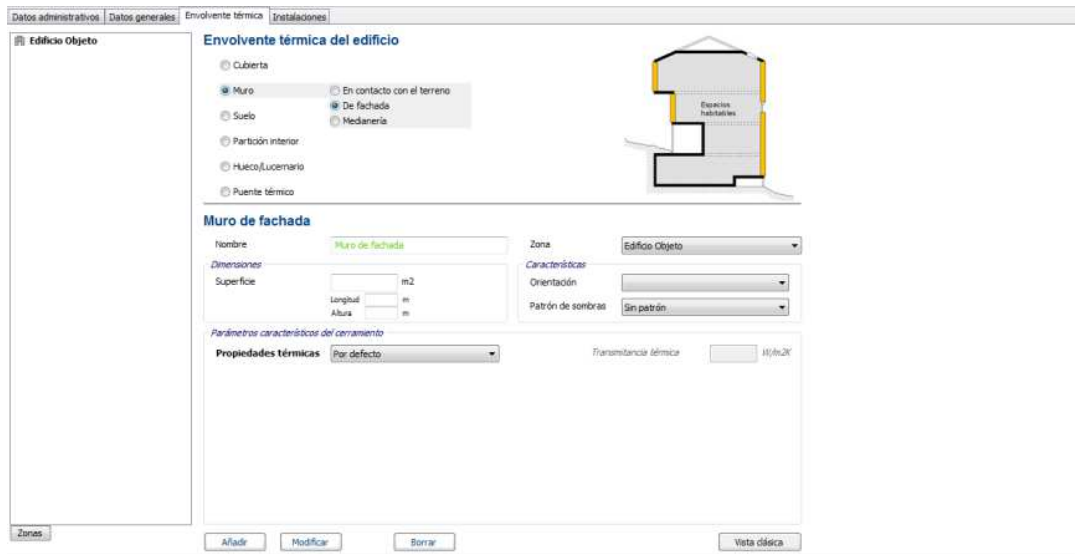 Datos administrativos Datos generales Envolvente térmica Instalaciones
Edificio Objeto
Envolvente térmica del edificio
Cubierta
Muro
En contacto con el terreno
De fachada
Medianería
Suelo
Partición interior
Hueco/Lucernario
Puente térmico
Espacios
habitables
Muro de fachada
Nombre Muro de fachada Zona Edificio Objeto
Dimensiones Características
Superficie m2 Orientación
Longitud m
Altura m
Patrón de sombras Sin patrón
Parámetros característicos del cerramiento
Propiedades térmicas Por defecto Transmitancia térmica W/m2K
Zonas
Añadir Modificar Borrar Vista clásica